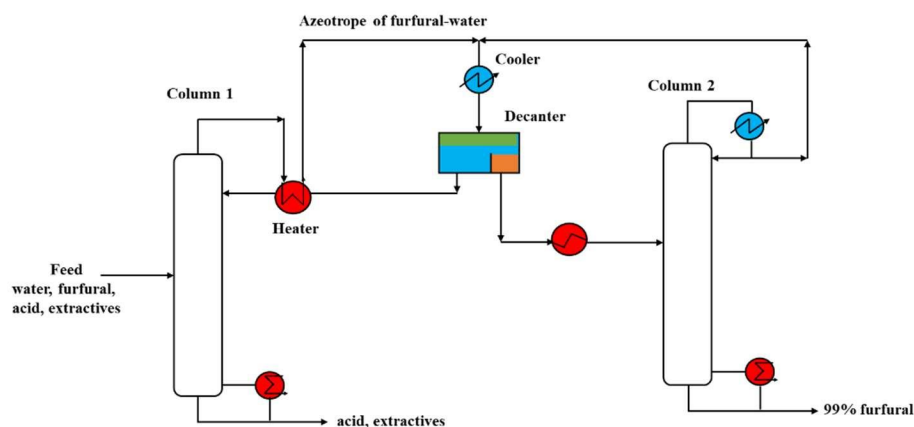 Azeotrope of furfural-water
Cooler
Column 1
Column 2
Decanter
Heater
Feed
water, furfural,
acid, extractives
acid, extractives
99% furfural